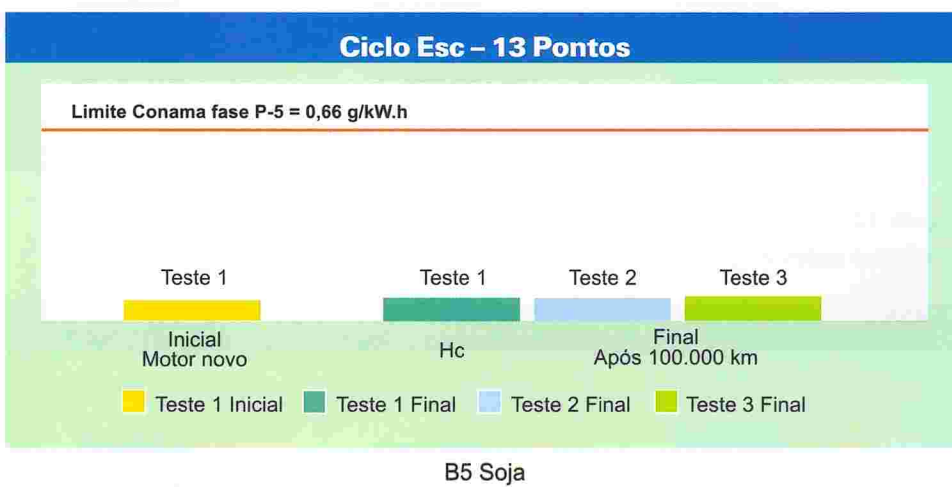 Ciclo Esc – 13 Pontos
Limite Conama fase P-5 = 0,66 g/kW.h
Teste 1
Teste 1
Teste 2
Teste 3
Inicial
Motor novo
Hc
Final
Após 100.000 km
Teste 1 Inicial
Teste 1 Final
Teste 2 Final
Teste 3 Final
B5 Soja